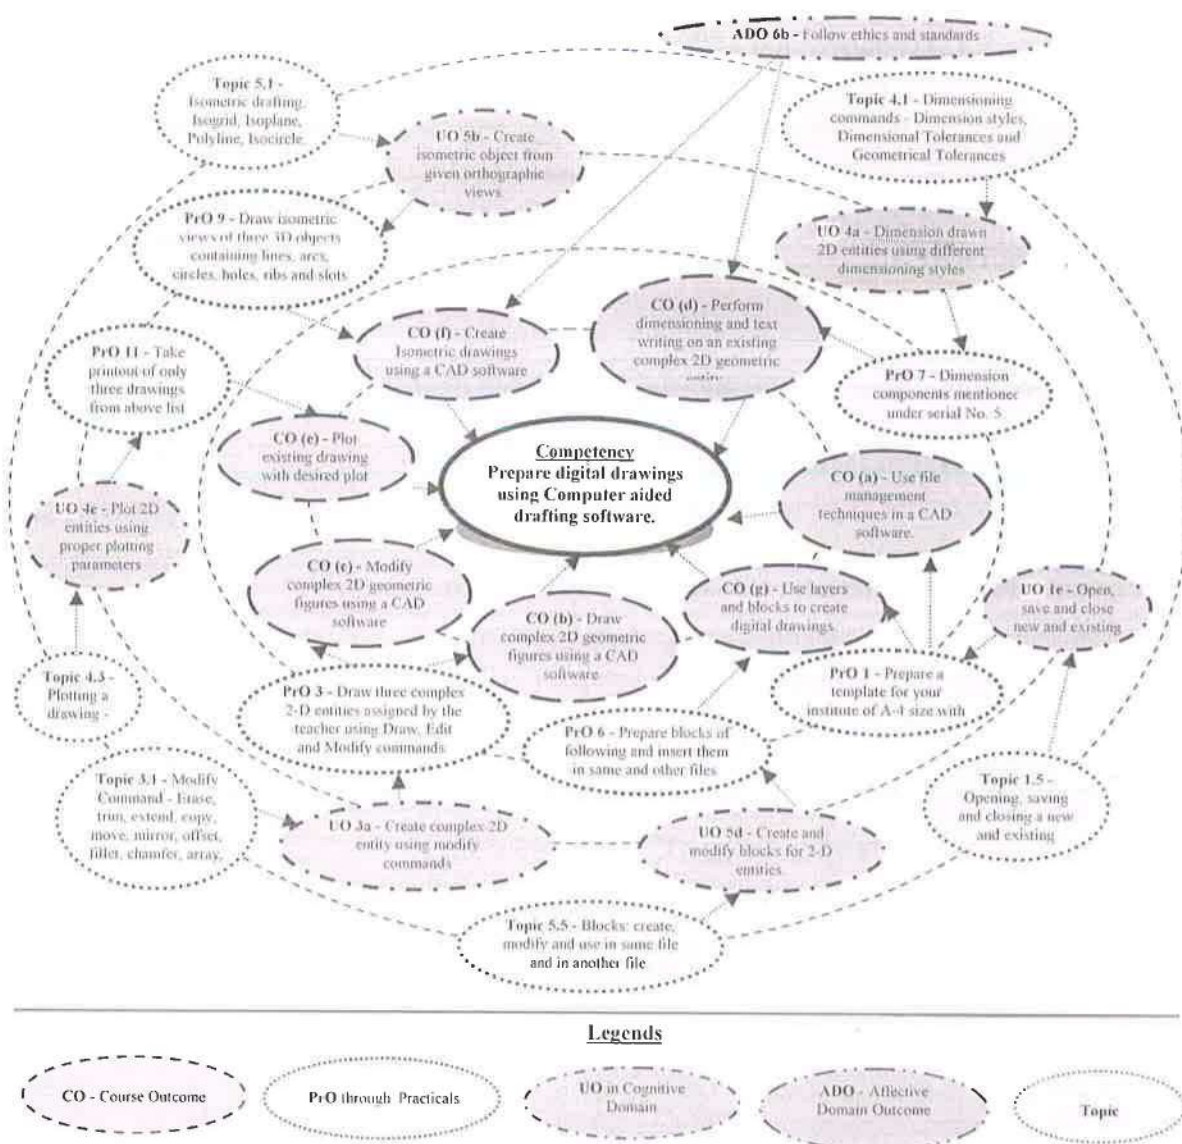 ADO 6b - Follow ethics and standards
Topic 5.1 -
Isometric drafting,
Isogrid, Isoplane,
Polyline, Isocircle.
Topic 4.1 - Dimensioning
commands - Dimension styles,
Dimensional Tolerances and
Geometrical Tolerances
UO 5b - Create
isometric object from
given orthographic
views.
PrO 9 - Draw isometric
views of three 3D objects
containing lines, arcs,
circles, holes, ribs and slots
UO 4a - Dimension drawn
2D entities using different
dimensioning styles
CO (f) - Create
Isometric drawings
using a CAD software
CO (d) - Perform
dimensioning and text
writing on an existing
complex 2D geometric
PrO 11 - Take
printout of only
three drawings
from above list
PrO 7 - Dimension
components mentione
under serial No. 5
CO (e) - Plot
existing drawing
with desired plot
Competency
Prepare digital drawings
using Computer aided
drafting software.
CO (a) - Use file
management
techniques in a CAD
software.
UO 4e - Plot 2D
entities using
proper plotting
parameters
CO (c) - Modify
complex 2D geometric
figures using a CAD
software
CO (b) - Draw
complex 2D geometric
figures using a CAD
software
CO (g) - Use layers
and blocks to create
digital drawings
UO 1e - Open,
save and close
new and existing
Topic 4.3 -
Plotting a
drawing -
PrO 3 - Draw three complex
2-D entities assigned by the
teacher using Draw, Edit
and Modify commands
PrO 6 - Prepare blocks of
following and insert them
in same and other files
PrO 1 - Prepare a
template for your
institute of A-4 size with
Topic 3.1 - Modify
Command - Erase,
trim, extend, copy,
move, mirror, offset,
fillet, chamfer, array,
UO 3a - Create complex 2D
entity using modify
commands
UO 5d - Create and
modify blocks for 2-D
entities.
Topic 1.5 -
Opening, saving
and closing a new
and existing
Topic 5.5 - Blocks: create,
modify and use in same file
and in another file
Legends
CO - Course Outcome
PrO through Practicals
UO in Cognitive
Domain
ADO - Affective
Domain Outcome
Topic